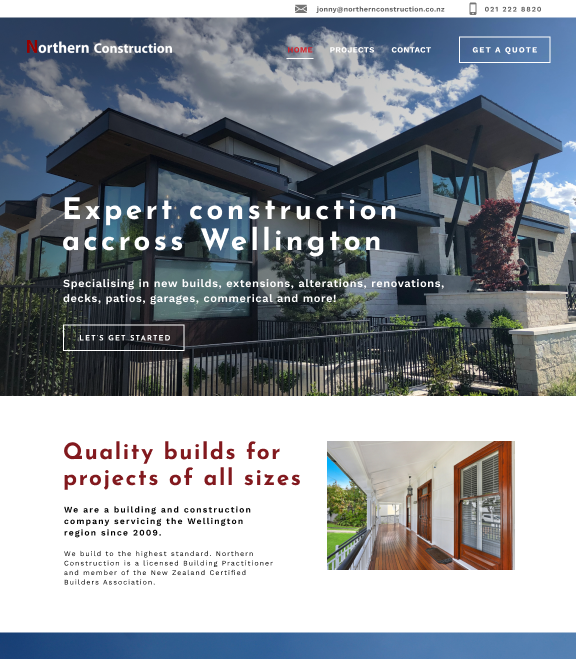 jonny@northernconstruction.co.nz 021 222 8820
Northern Construction HOME PROJECTS CONTACT GET A QUOTE
Expert construction
accross Wellington
Specialising in new builds, extensions, alterations, renovations,
decks, patios, garages, commerical and more!
LET'S GET STARTED
Quality builds for
projects of all sizes
We are a building and construction
company servicing the Wellington
region since 2009.
We build to the highest standard. Northern
Construction is a licensed Building Practitioner
and member of the New Zealand Certified
Builders Association.